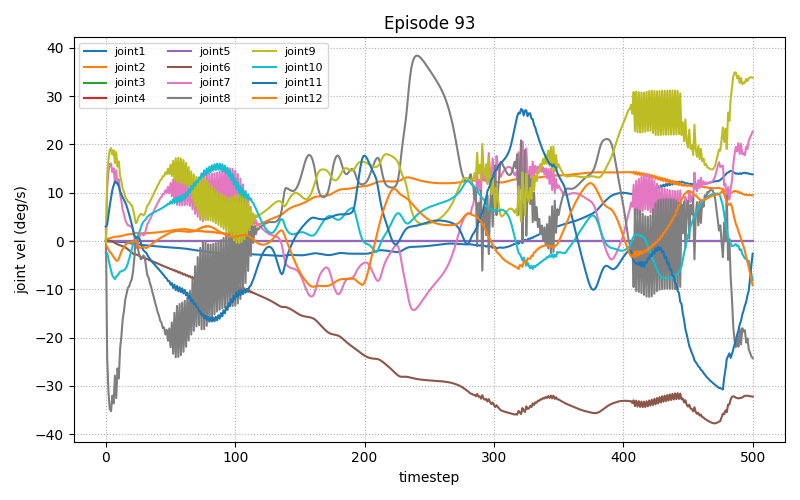 Episode 93
joint1
joint2
joint3
joint4
joint5
joint6
joint7
joint8
joint9
joint10
joint11
joint12
joint vel (deg/s)
40
30
20
10
0
−10
−20
−30
−40
0
100
200
300
400
500
timestep